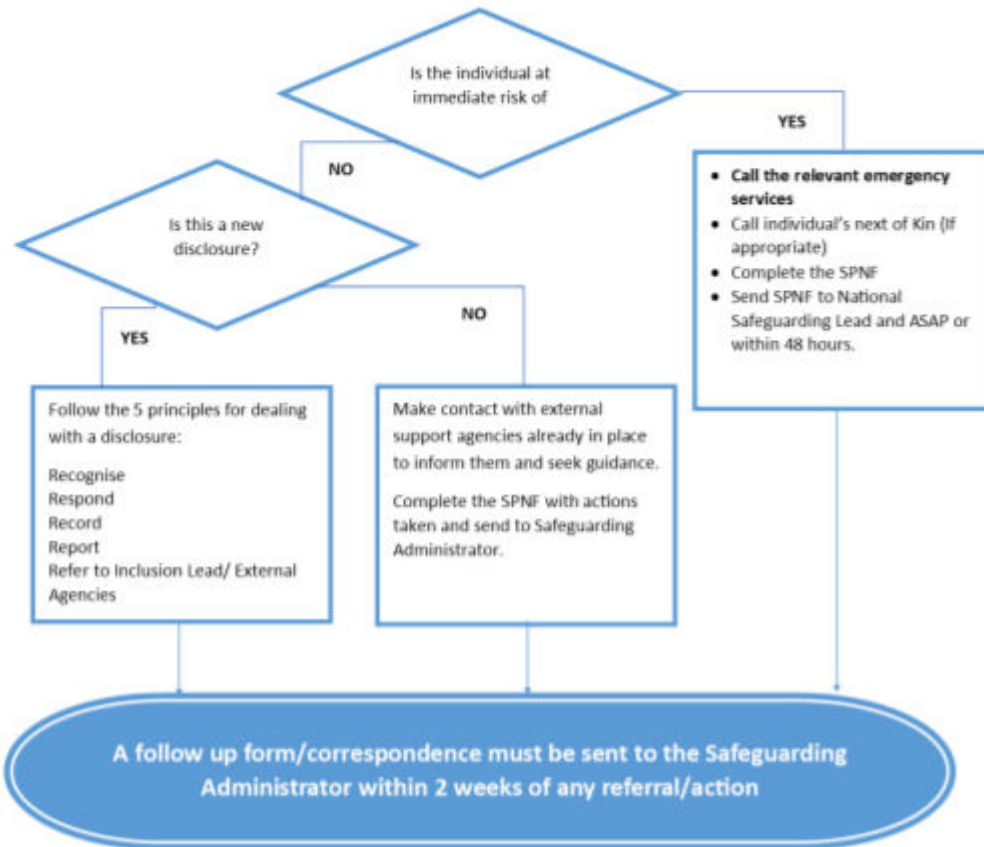 Is the individual at
immediate risk of
YES
NO
• Call the relevant emergency
services
• Call individual's next of Kin (If
appropriate)
• Complete the SPNF
• Send SPNF to National
Safeguarding Lead and ASAP or
within 48 hours.
Is this a new
disclosure?
YES
NO
Follow the 5 principles for dealing
with a disclosure:
Recognise
Respond
Record
Report
Refer to Inclusion Lead/ External
Agencies
Make contact with external
support agencies already in place
to inform them and seek guidance.
Complete the SPNF with actions
taken and send to Safeguarding
Administrator.
A follow up form/correspondence must be sent to the Safeguarding
Administrator within 2 weeks of any referral/action